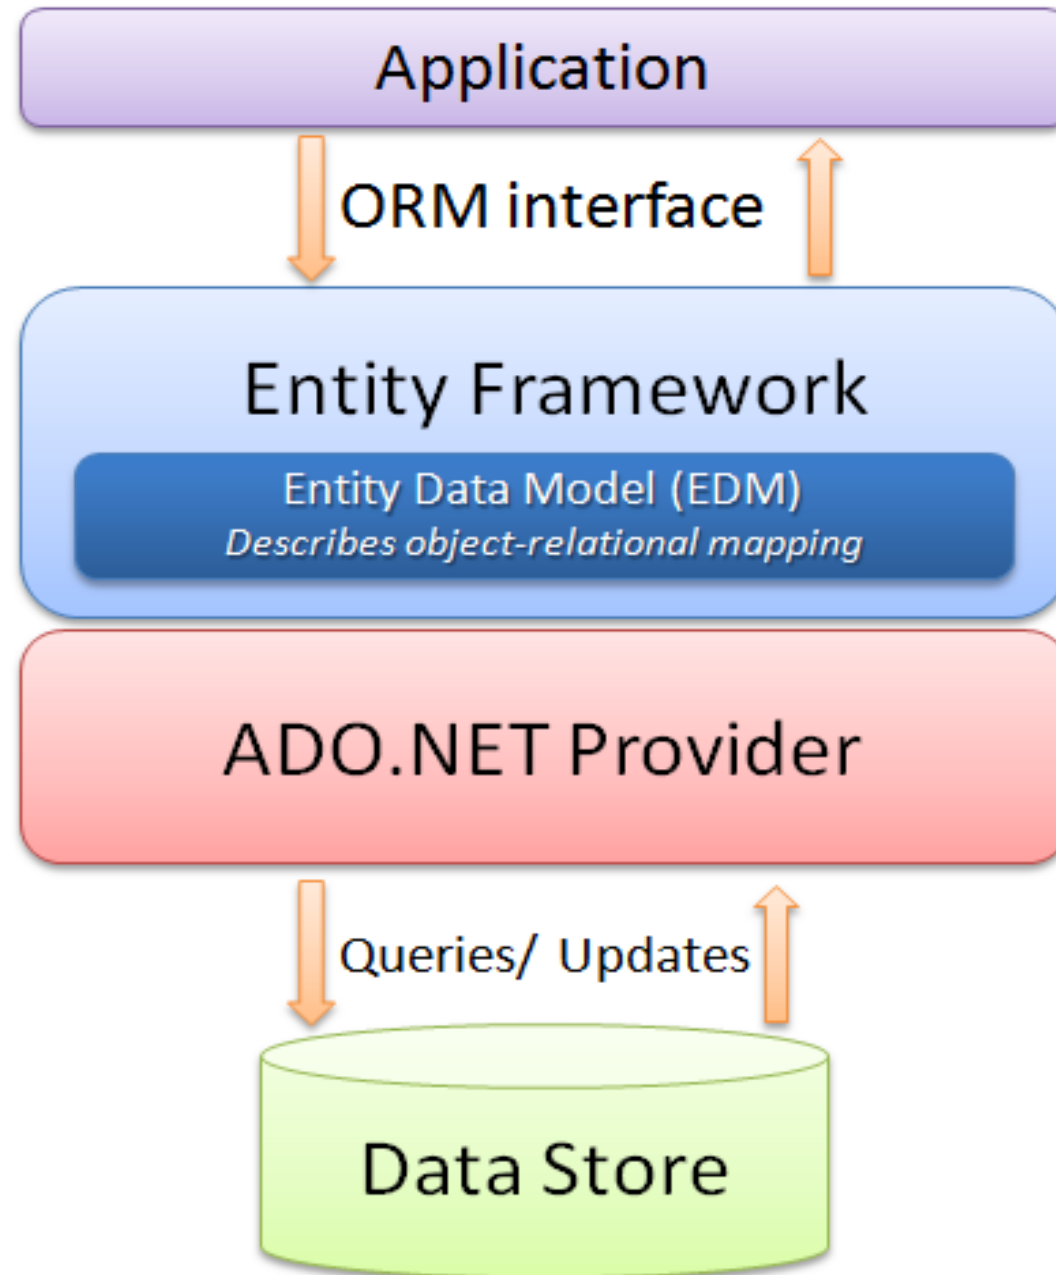 Application
ORM interface
Entity Framework
Entity Data Model (EDM)
Describes object-relational mapping
ADO.NET Provider
Queries/ Updates
Data Store